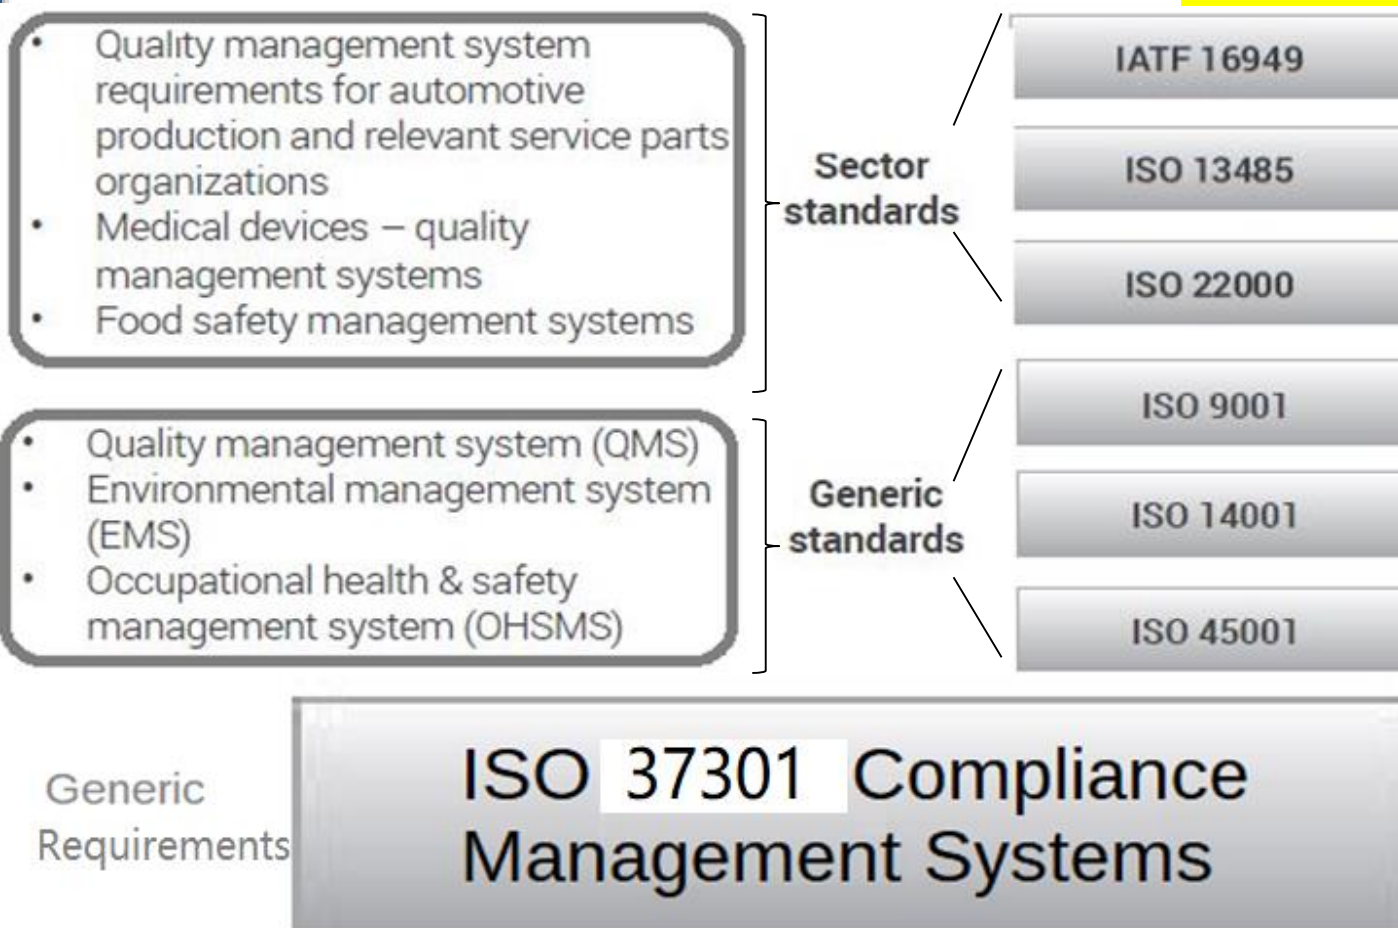 • Quality management system
requirements for automotive
production and relevant service parts
organizations
• Medical devices – quality
management systems
• Food safety management systems
Sector
standards
IATF 16949
ISO 13485
ISO 22000
• Quality management system (QMS)
• Environmental management system
(EMS)
• Occupational health & safety
management system (OHSMS)
Generic
standards
ISO 9001
ISO 14001
ISO 45001
Generic
Requirements
ISO 37301 Compliance
Management Systems